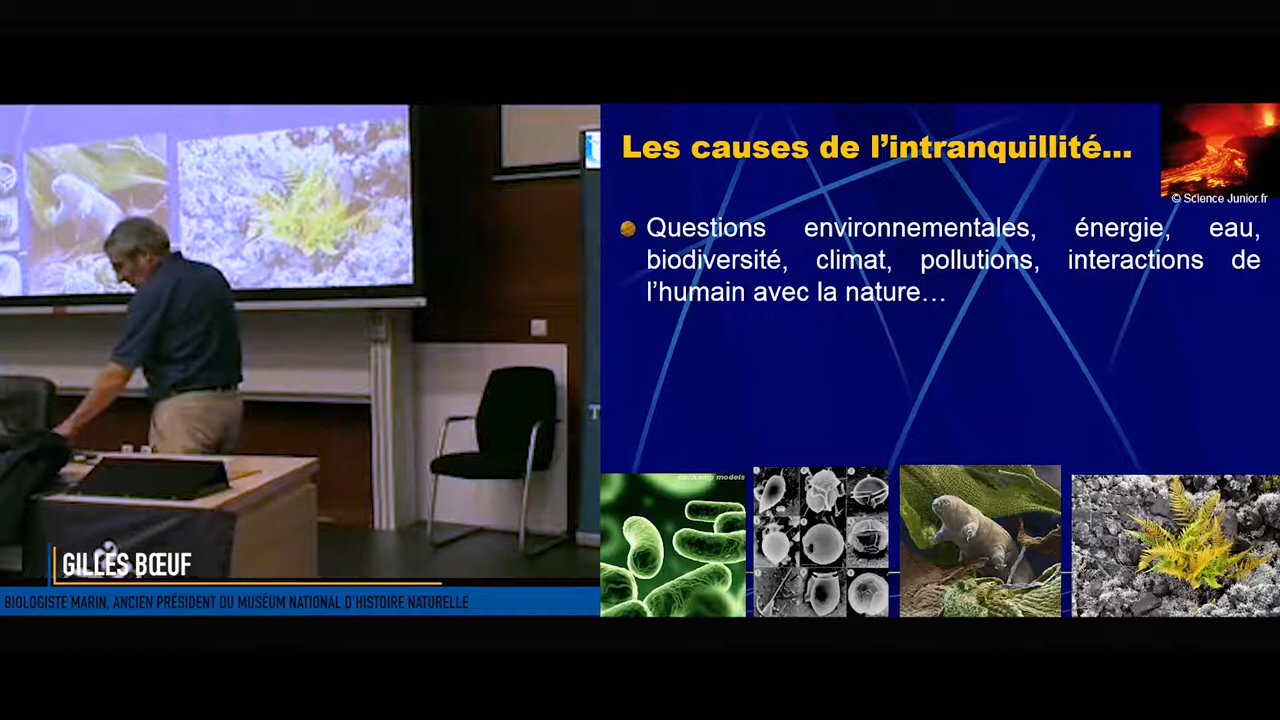 Les causes de l’intranquillité...
© Science Junior.fr
Questions environnementales, énergie, eau,
biodiversité, climat, pollutions, interactions de
l’humain avec la nature…
GILLES BŒUF
BIOLOGISTE MARIN, ANCIEN PRÉSIDENT DU MUSÉUM NATIONAL D'HISTOIRE NATURELLE